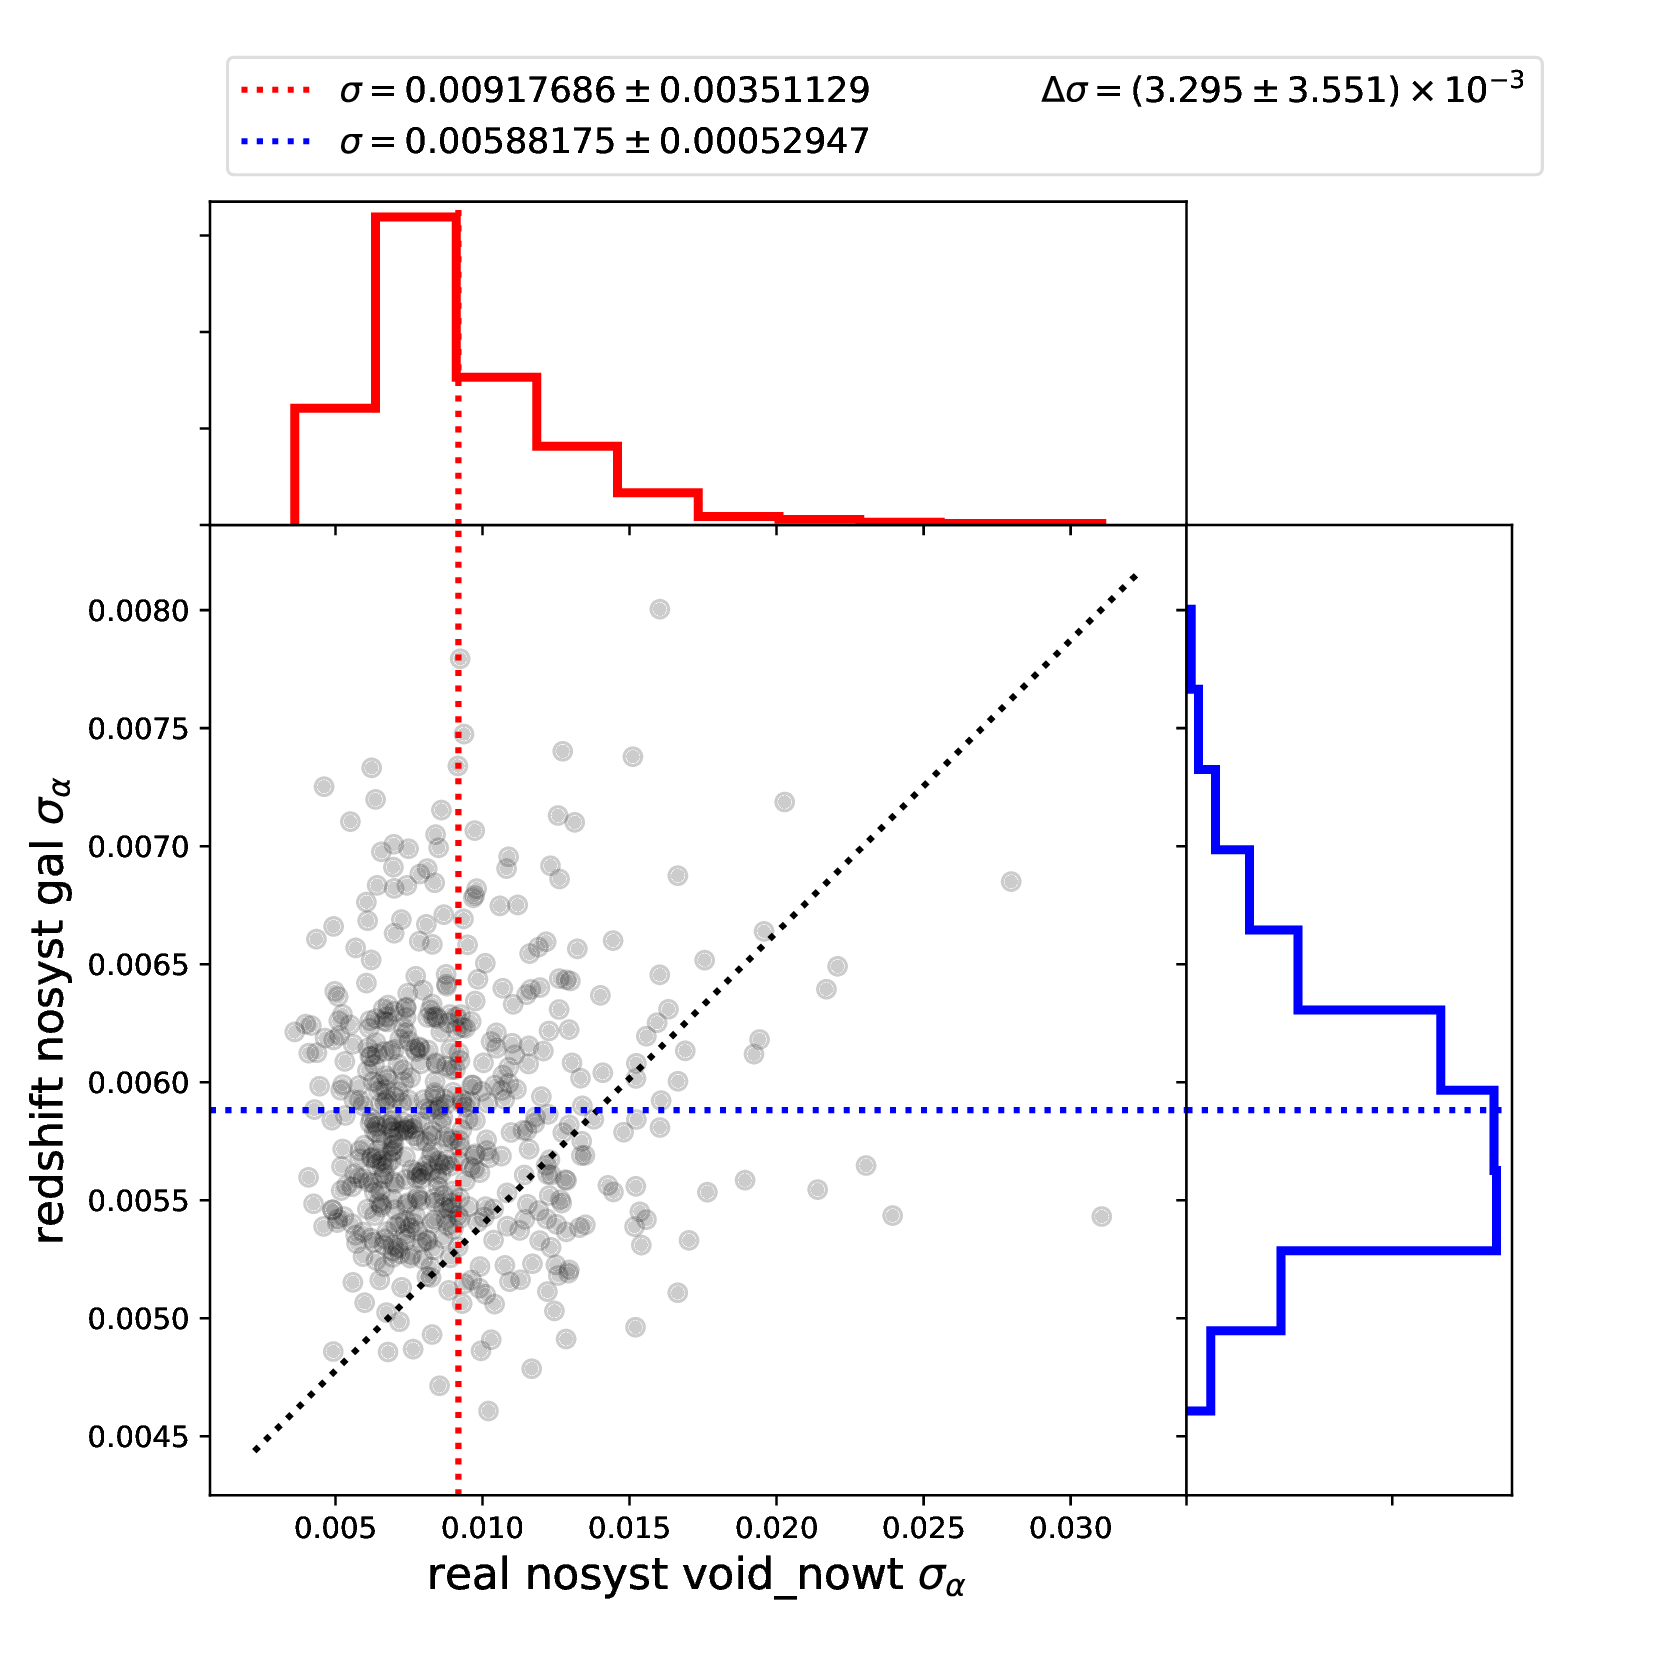 σ = 0.00917686 ± 0.00351129
Δσ = (3.295 ± 3.551) × 10⁻³
σ = 0.00588175 ± 0.00052947
0.0080
0.0075
0.0070
0.0065
0.0060
0.0055
0.0050
0.0045
redshift nosyst gal σ_α
0.005 0.010 0.015 0.020 0.025 0.030
real nosyst void_nowt σ_α